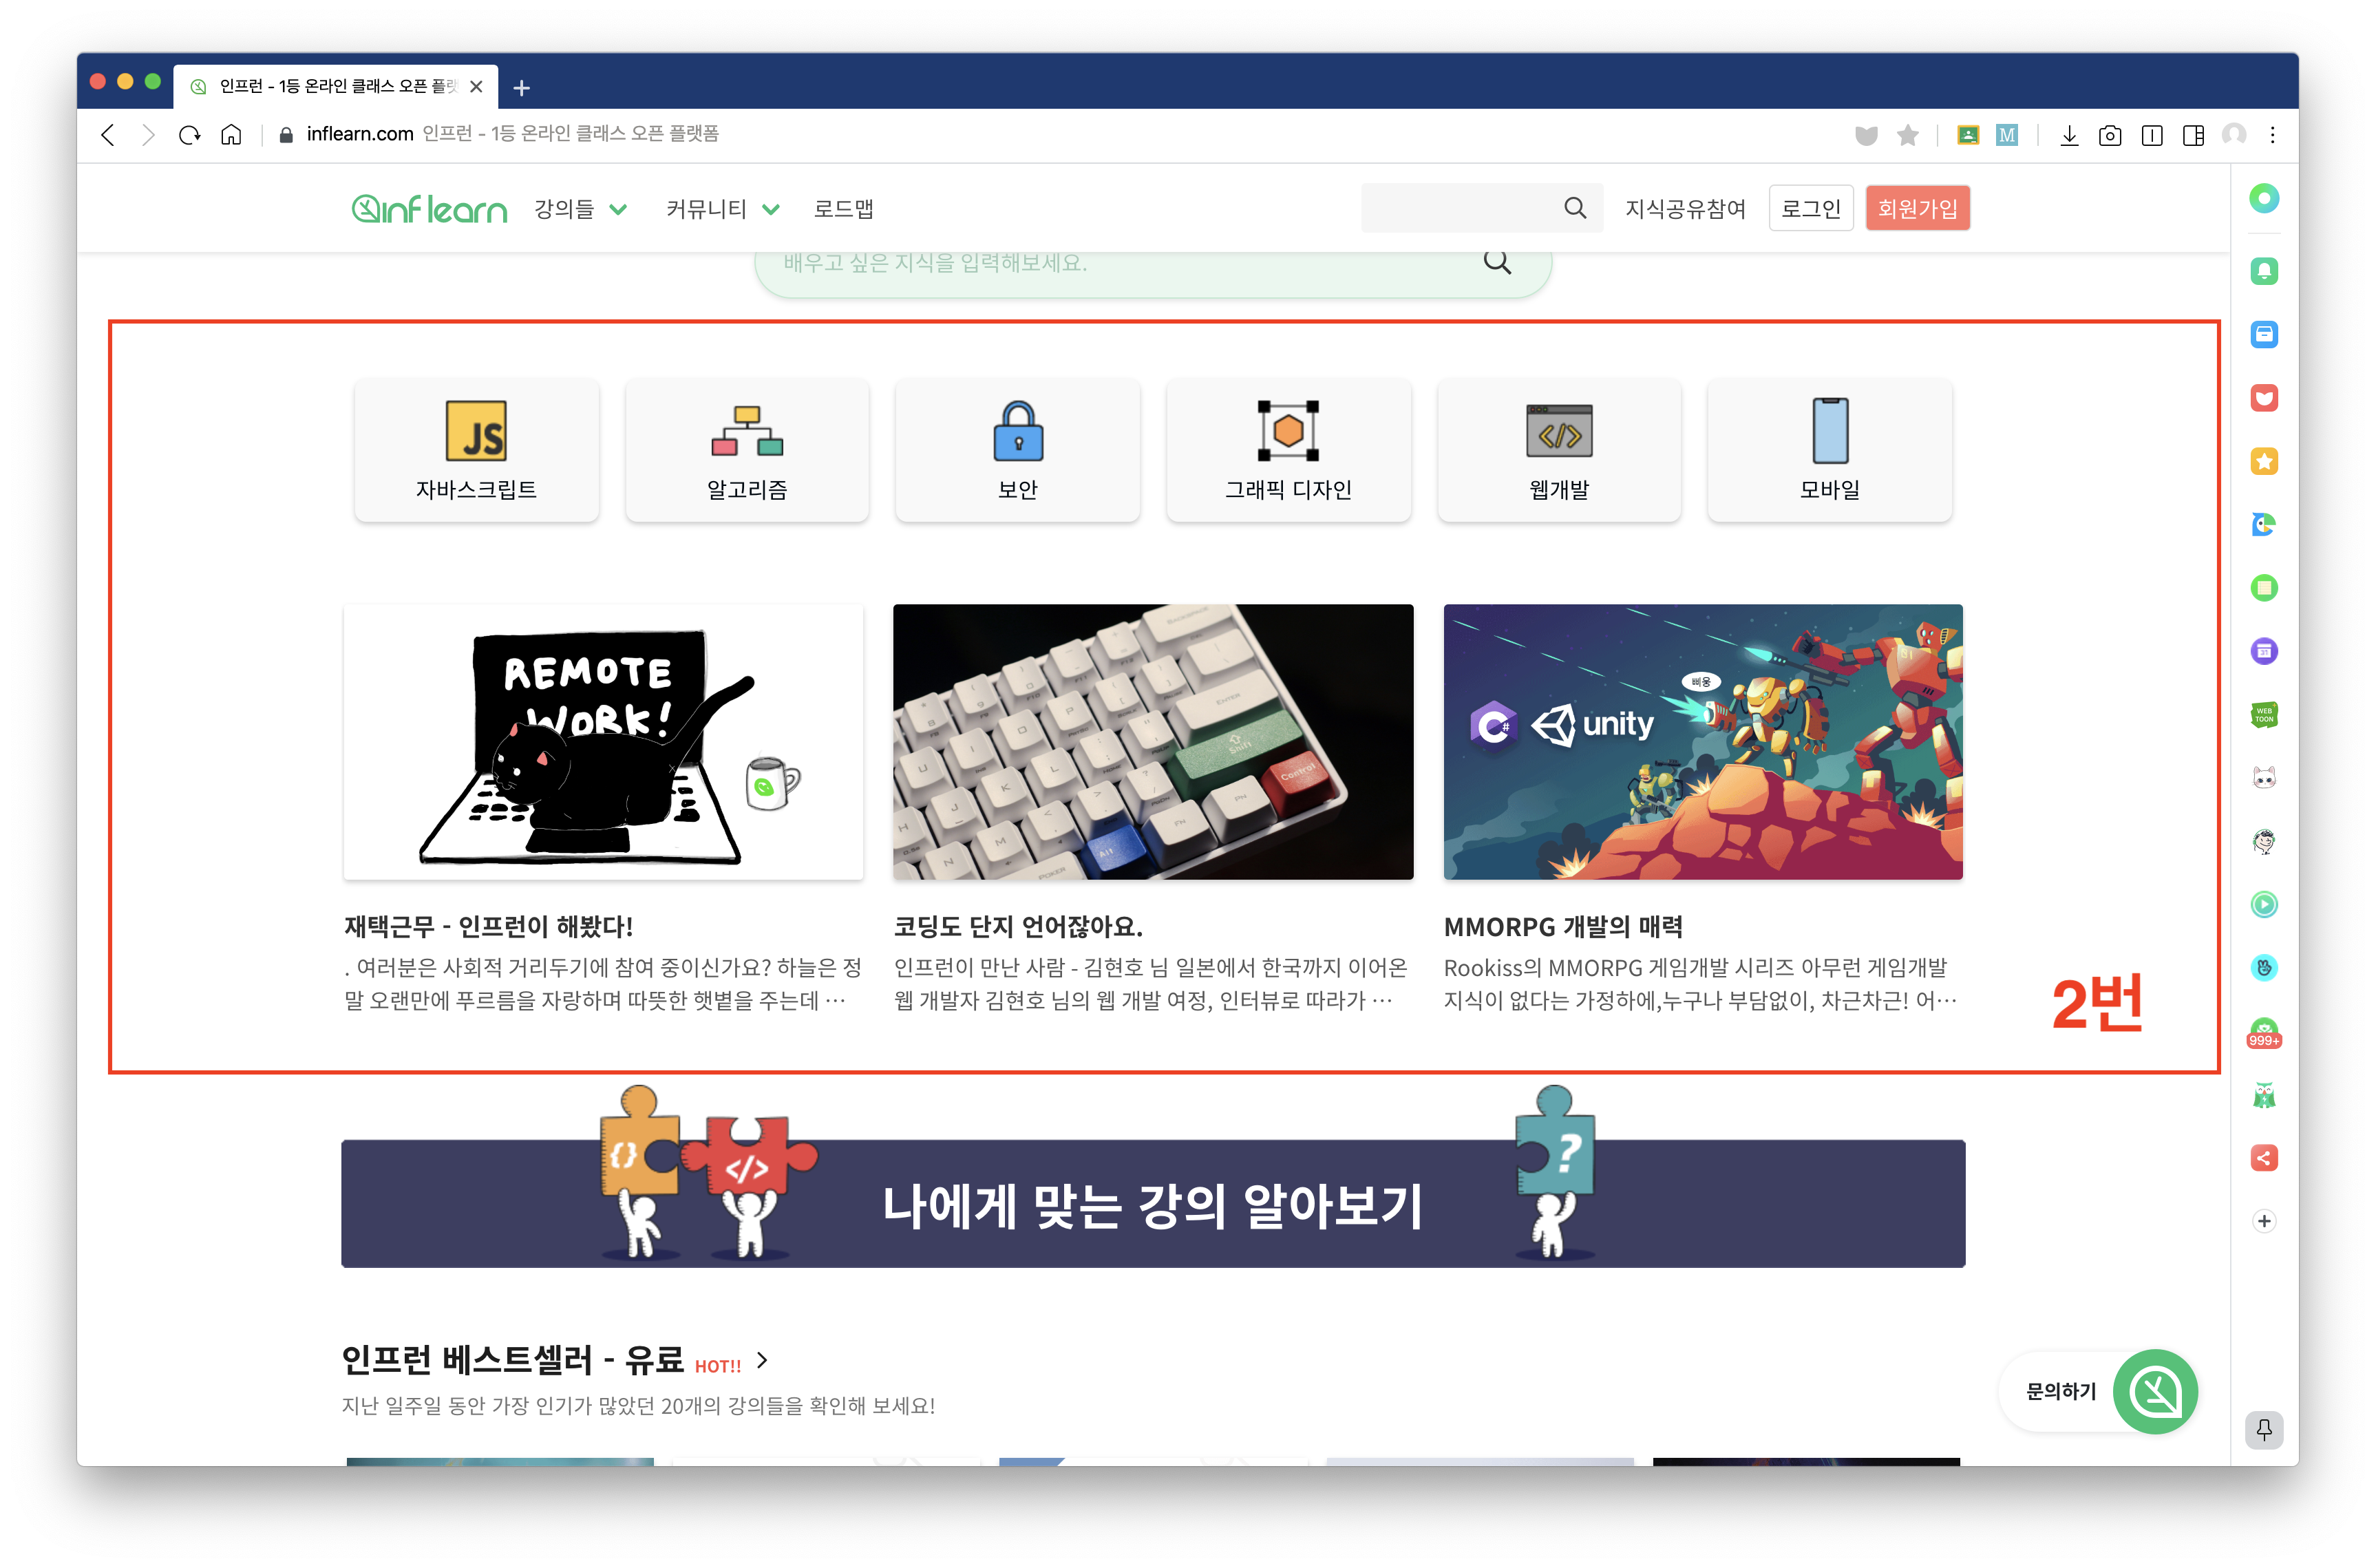 인프런 - 1등 온라인 클래스 오픈 플랫
inflearn.com 인프런 - 1등 온라인 클래스 오픈 플랫폼
M
inflearn 강의들 커뮤니티 로드맵 지식공유참여 로그인 회원가입
배우고 싶은 지식을 입력해보세요.
JS
</>
자바스크립트 알고리즘 보안 그래픽 디자인 웹개발 모바일
REMOTE
WORK!
Backspace
Enter
Shift
Control
Alt
Fn
Fn
U
I
O
P
H
J
K
L
N
M
POKER
C#
unity
삐융
재택근무 - 인프런이 해봤다!
. 여러분은 사회적 거리두기에 참여 중이신가요? 하늘은 정
말 오랜만에 푸르름을 자랑하며 따뜻한 햇볕을 주는데 …
코딩도 단지 언어잖아요.
인프런이 만난 사람 - 김현호 님 일본에서 한국까지 이어온
웹 개발자 김현호 님의 웹 개발 여정, 인터뷰로 따라가 …
MMORPG 개발의 매력
Rookiss의 MMORPG 게임개발 시리즈 아무런 게임개발
지식이 없다는 가정하에,누구나 부담없이, 차근차근! 어…
2번
{} </> ?
나에게 맞는 강의 알아보기
인프런 베스트셀러 - 유료 HOT!!
지난 일주일 동안 가장 인기가 많았던 20개의 강의들을 확인해 보세요!
문의하기
31
WEB
TOON
999+